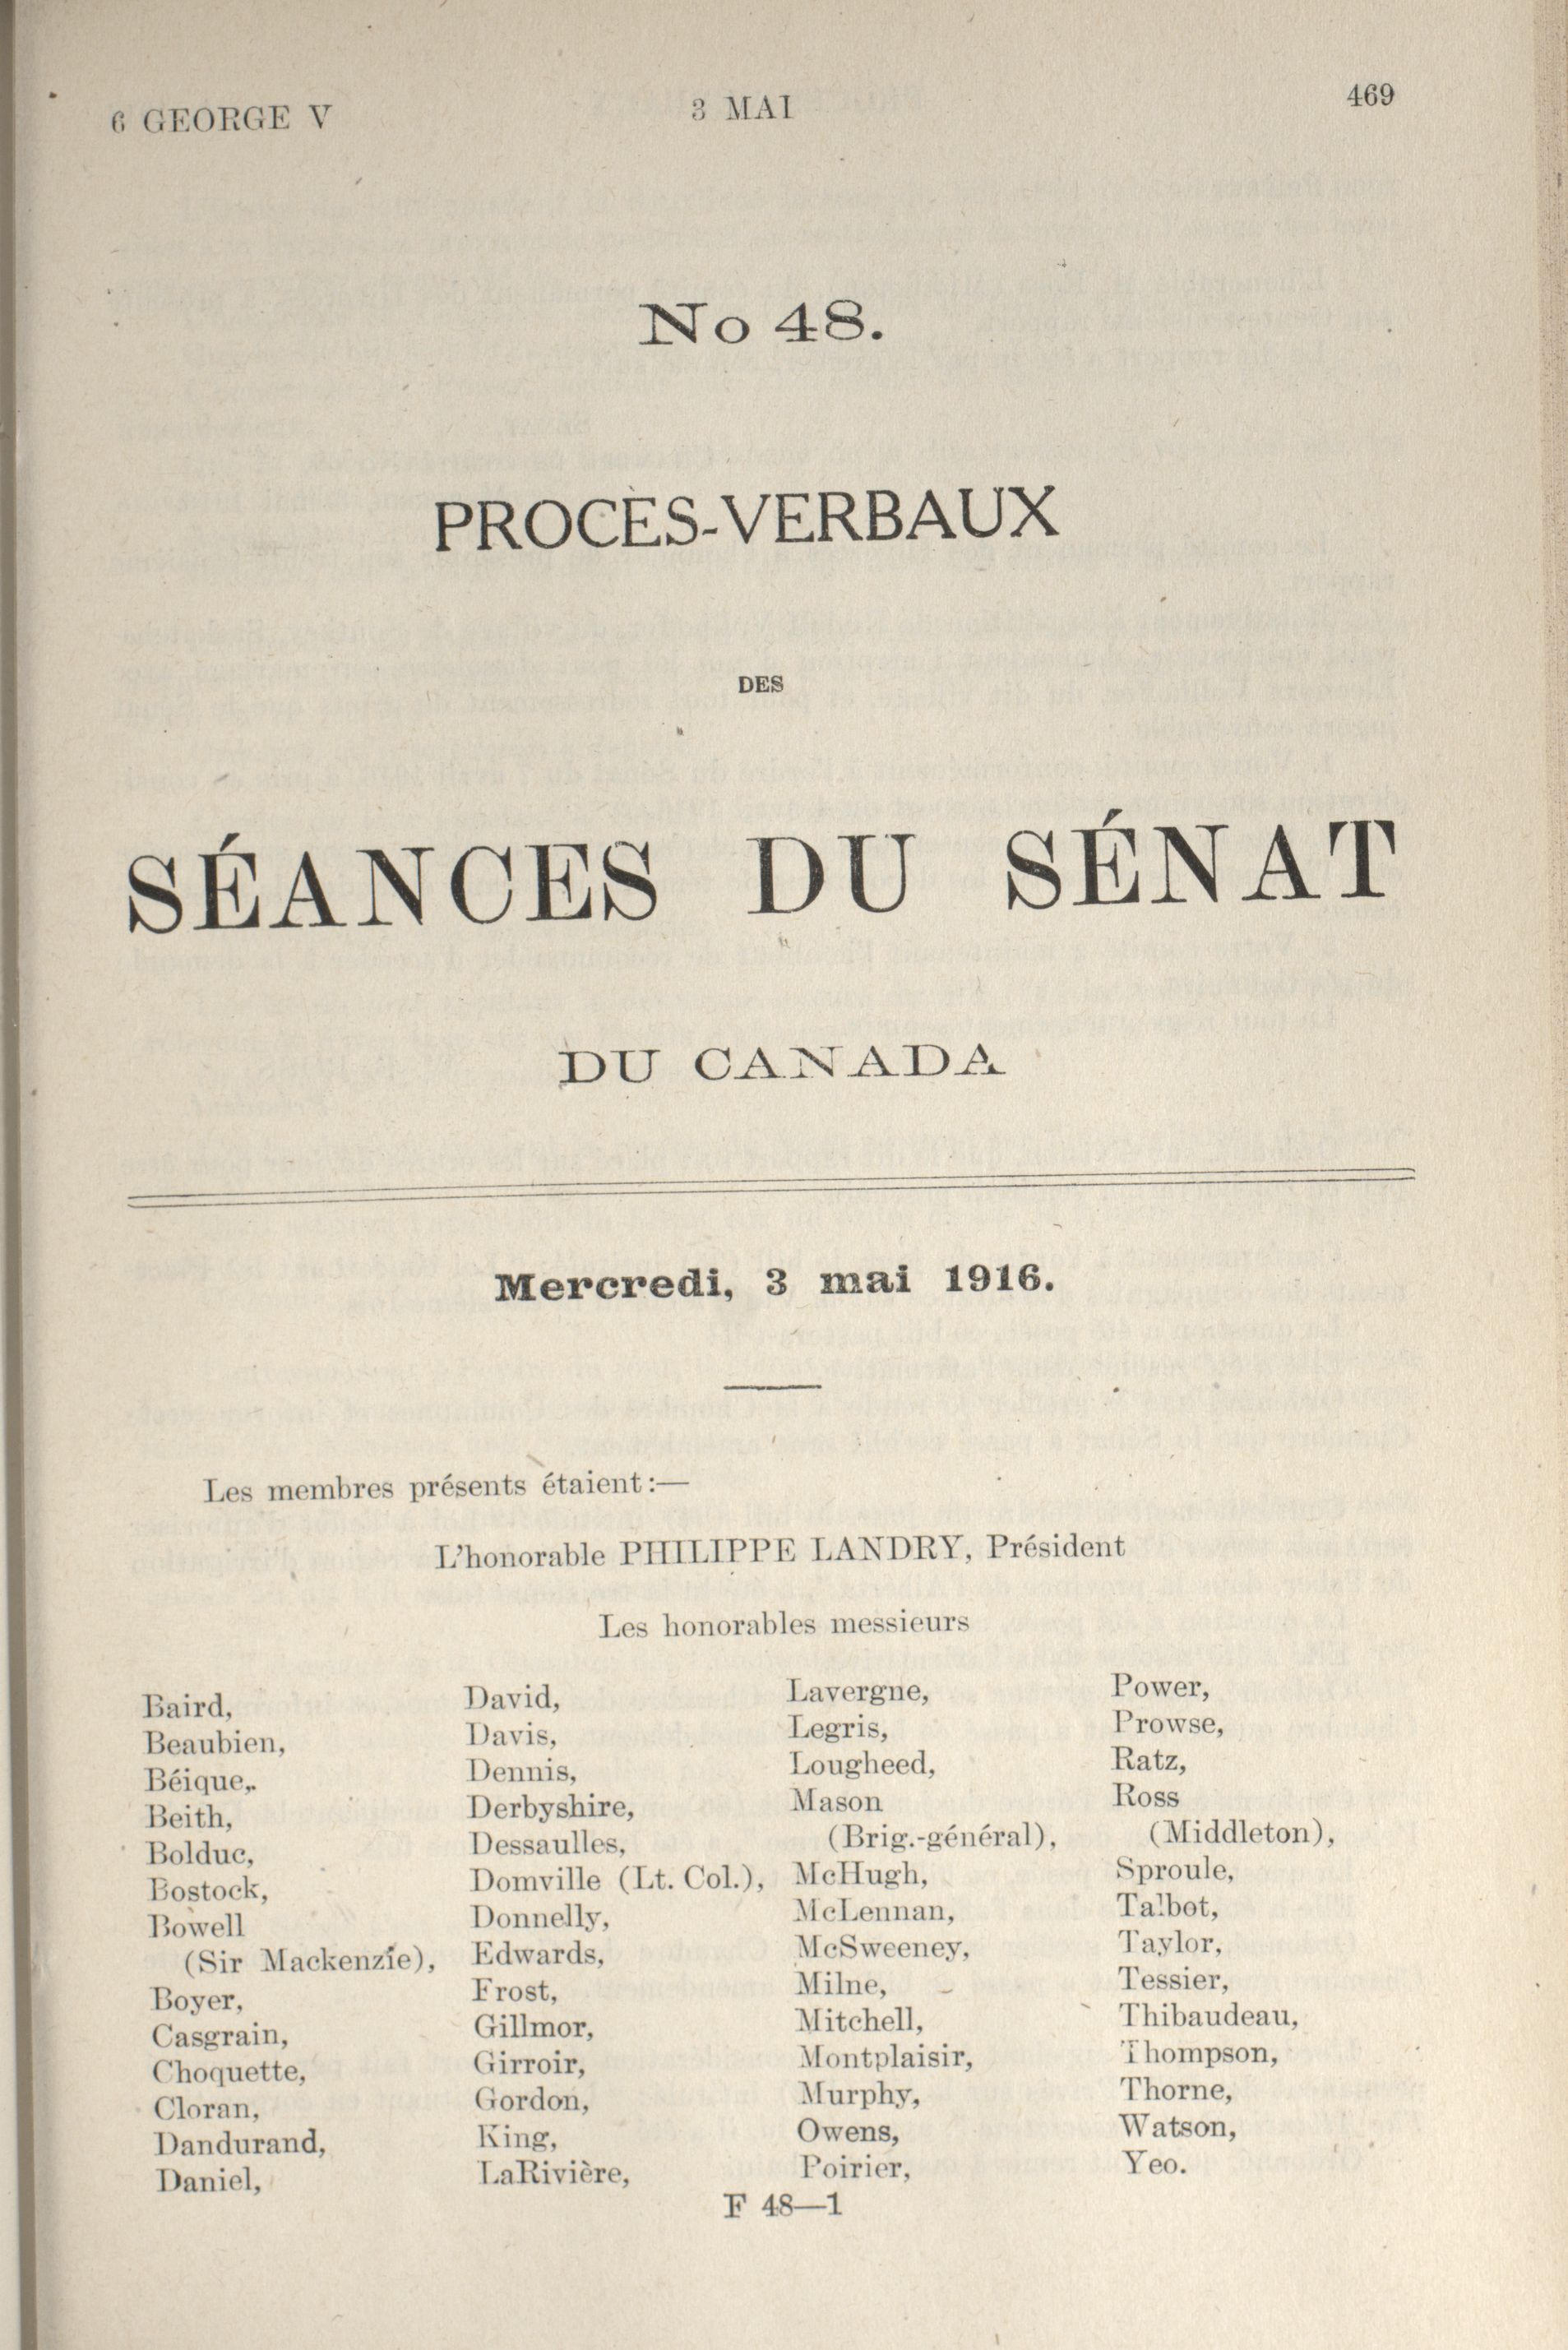 6 GEORGE V
3 MAI
469
No 48.
PROCÈS-VERBAUX
DES
SÉANCES DU SÉNAT
DU CANADA
Mercredi, 3 mai 1916.
Les membres présents étaient:—
L'honorable PHILIPPE LANDRY, Président
Les honorables messieurs
Baird,
Beaubien,
Béique,
Beith,
Bolduc,
Bostock,
Bowell
(Sir Mackenzie),
Boyer,
Casgrain,
Choquette,
Cloran,
Dandurand,
Daniel,
David,
Davis,
Dennis,
Derbyshire,
Dessaulles,
Domville (Lt. Col.),
Donnelly,
Edwards,
Frost,
Gillmor,
Girroir,
Gordon,
King,
LaRivière,
Lavergne,
Legris,
Lougheed,
Mason
(Brig.-général),
McHugh,
McLennan,
McSweeney,
Milne,
Mitchell,
Montplaisir,
Murphy,
Owens,
Poirier,
Power,
Prowse,
Ratz,
Ross
(Middleton),
Sproule,
Talbot,
Taylor,
Tessier,
Thibaudeau,
Thompson,
Thorne,
Watson,
Yeo.
F 48—1